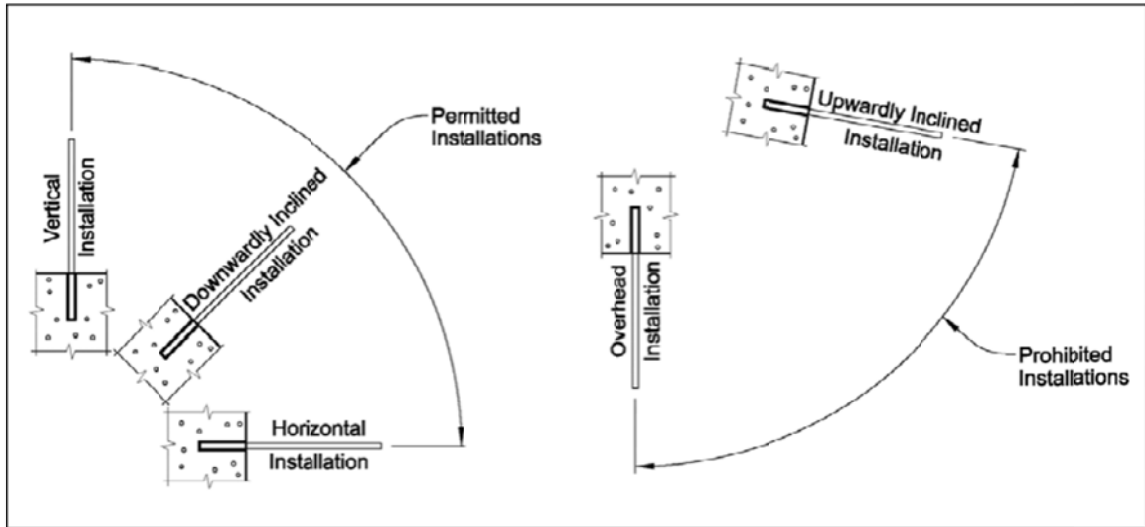 Permitted
Installations
Vertical
Installation
Downwardly Inclined
Installation
Horizontal
Installation
Upwardly Inclined
Installation
Overhead
Installation
Prohibited
Installations